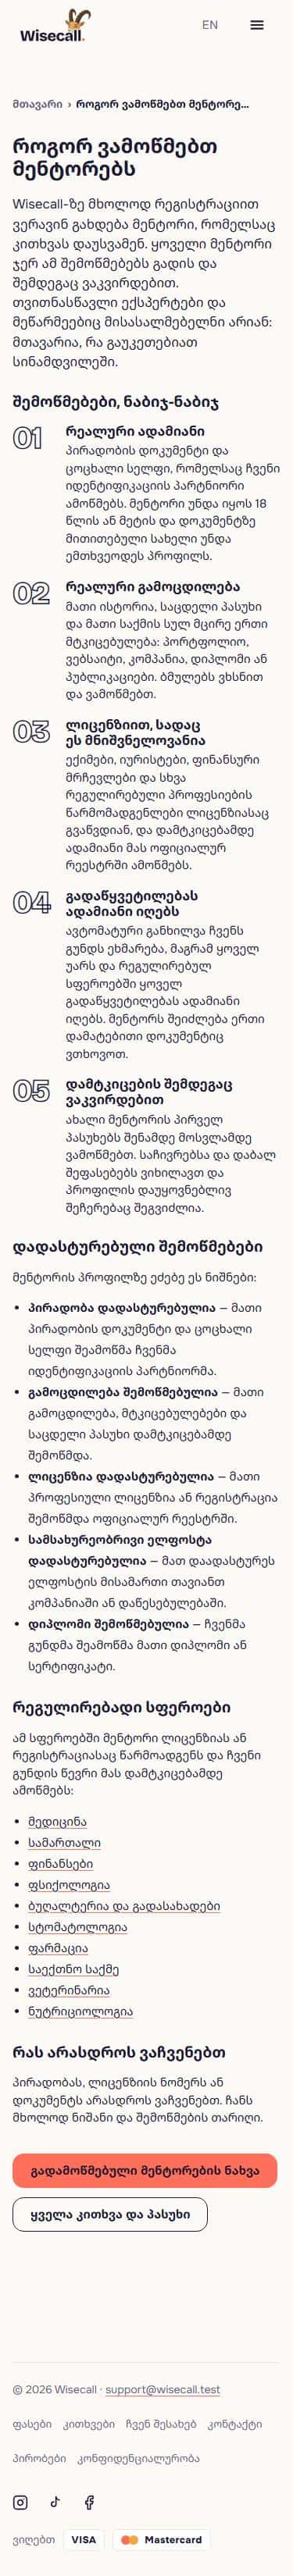 Wisecall.
EN
მთავარი › როგორ ვამოწმებთ მენტორე...
როგორ ვამოწმებთ
მენტორებს
Wisecall-ზე მხოლოდ რეგისტრაციით
ვერავინ გახდება მენტორი, რომელსაც
კითხვას დაუსვამენ. ყოველი მენტორი
ჯერ ამ შემოწმებებს გადის და
შემდეგაც ვაკვირდებით.
თვითნასწავლი ექსპერტები და
მეწარმეებიც მისასალმებელნი არიან:
მთავარია, რა გაუკეთებიათ
სინამდვილეში.
შემოწმებები, ნაბიჯ-ნაბიჯ
01
რეალური ადამიანი
პირადობის დოკუმენტი და
ცოცხალი სელფი, რომელსაც ჩვენი
იდენტიფიკაციის პარტნიორი
ამოწმებს. მენტორი უნდა იყოს 18
წლის ან მეტის და დოკუმენტზე
მითითებული სახელი უნდა
ემთხვეოდეს პროფილს.
02
რეალური გამოცდილება
მათი ისტორია, საცდელი პასუხი
და მათი საქმის სულ მცირე ერთი
მტკიცებულება: პორტფოლიო,
ვებსაიტი, კომპანია, დიპლომი ან
პუბლიკაციები. ბმულებს ვხსნით
და ვამოწმებთ.
03
ლიცენზიით, სადაც
ეს მნიშვნელოვანია
ექიმები, იურისტები, ფინანსური
მრჩევლები და სხვა
რეგულირებული პროფესიების
წარმომადგენლები ლიცენზიასაც
გვაწვდიან, და დამტკიცებამდე
ადამიანი მას ოფიციალურ
რეესტრში ამოწმებს.
04
გადაწყვეტილებას
ადამიანი იღებს
ავტომატური განხილვა ჩვენს
გუნდს ეხმარება, მაგრამ ყოველ
უარს და რეგულირებულ
სფეროებში ყოველ
გადაწყვეტილებას ადამიანი
იღებს. მენტორს შეიძლება ერთი
დამატებითი დოკუმენტიც
ვთხოვოთ.
05
დამტკიცების შემდეგაც
ვაკვირდებით
ახალი მენტორის პირველ
პასუხებს შენამდე მოსვლამდე
ვამოწმებთ. საჩივრებსა და დაბალ
შეფასებებს ვიხილავთ და
პროფილის დაუყოვნებლივ
შეჩერებაც შეგვიძლია.
დადასტურებული შემოწმებები
მენტორის პროფილზე ეძებე ეს ნიშნები:
• პირადობა დადასტურებულია – მათი
პირადობის დოკუმენტი და ცოცხალი
სელფი შეამოწმა ჩვენმა
იდენტიფიკაციის პარტნიორმა.
• გამოცდილება შემოწმებულია – მათი
გამოცდილება, მტკიცებულებები და
საცდელი პასუხი დამტკიცებამდე
შემოწმდა.
• ლიცენზია დადასტურებულია – მათი
პროფესიული ლიცენზია ან რეგისტრაცია
შემოწმდა ოფიციალურ რეესტრში.
• სამსახურეობრივი ელფოსტა
დადასტურებულია – მათ დაადასტურეს
ელფოსტის მისამართი თავიანთ
კომპანიაში ან დაწესებულებაში.
• დიპლომი შემოწმებულია – ჩვენმა
გუნდმა შეამოწმა მათი დიპლომი ან
სერტიფიკატი.
რეგულირებადი სფეროები
ამ სფეროებში მენტორი ლიცენზიას ან
რეგისტრაციასაც წარმოადგენს და ჩვენი
გუნდის წევრი მას დამტკიცებამდე
ამოწმებს:
• მედიცინა
• სამართალი
• ფინანსები
• ფსიქოლოგია
• ბუღალტერია და გადასახადები
• სტომატოლოგია
• ფარმაცია
• საექთნო საქმე
• ვეტერინარია
• ნუტრიციოლოგია
რას არასდროს ვაჩვენებთ
პირადობას, ლიცენზიის ნომერს ან
დოკუმენტს არასდროს ვაჩვენებთ. ჩანს
მხოლოდ ნიშანი და შემოწმების თარიღი.
გადამოწმებული მენტორების ნახვა
ყველა კითხვა და პასუხი
© 2026 Wisecall · support@wisecall.test
ფასები კითხვები ჩვენ შესახებ კონტაქტი
პირობები კონფიდენციალურობა
ვიღებთ VISA Mastercard